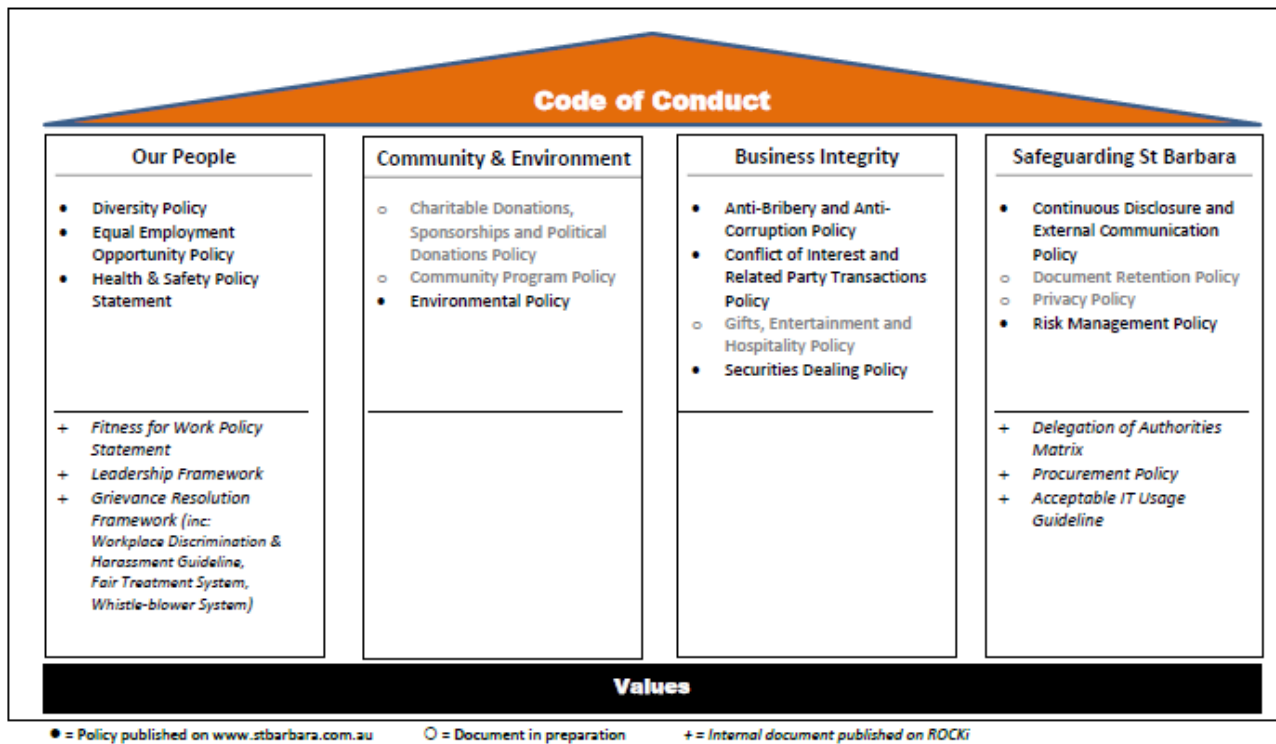 Code of Conduct
Our People
• Diversity Policy
• Equal Employment
Opportunity Policy
• Health & Safety Policy
Statement
+ Fitness for Work Policy
Statement
+ Leadership Framework
+ Grievance Resolution
Framework (inc:
Workplace Discrimination &
Harassment Guideline,
Fair Treatment System,
Whistle-blower System)
Community & Environment
o Charitable Donations,
Sponsorships and Political
Donations Policy
o Community Program Policy
• Environmental Policy
Business Integrity
• Anti-Bribery and Anti-
Corruption Policy
• Conflict of Interest and
Related Party Transactions
Policy
o Gifts, Entertainment and
Hospitality Policy
• Securities Dealing Policy
Safeguarding St Barbara
• Continuous Disclosure and
External Communication
Policy
o Document Retention Policy
o Privacy Policy
• Risk Management Policy
+ Delegation of Authorities
Matrix
+ Procurement Policy
+ Acceptable IT Usage
Guideline
Values
● = Policy published on www.stbarbara.com.au O = Document in preparation + = Internal document published on ROCKi